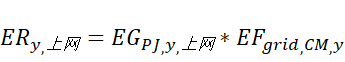 ER_{y,上网} = EG_{PJ,y,上网} * EF_{grid,CM,y}